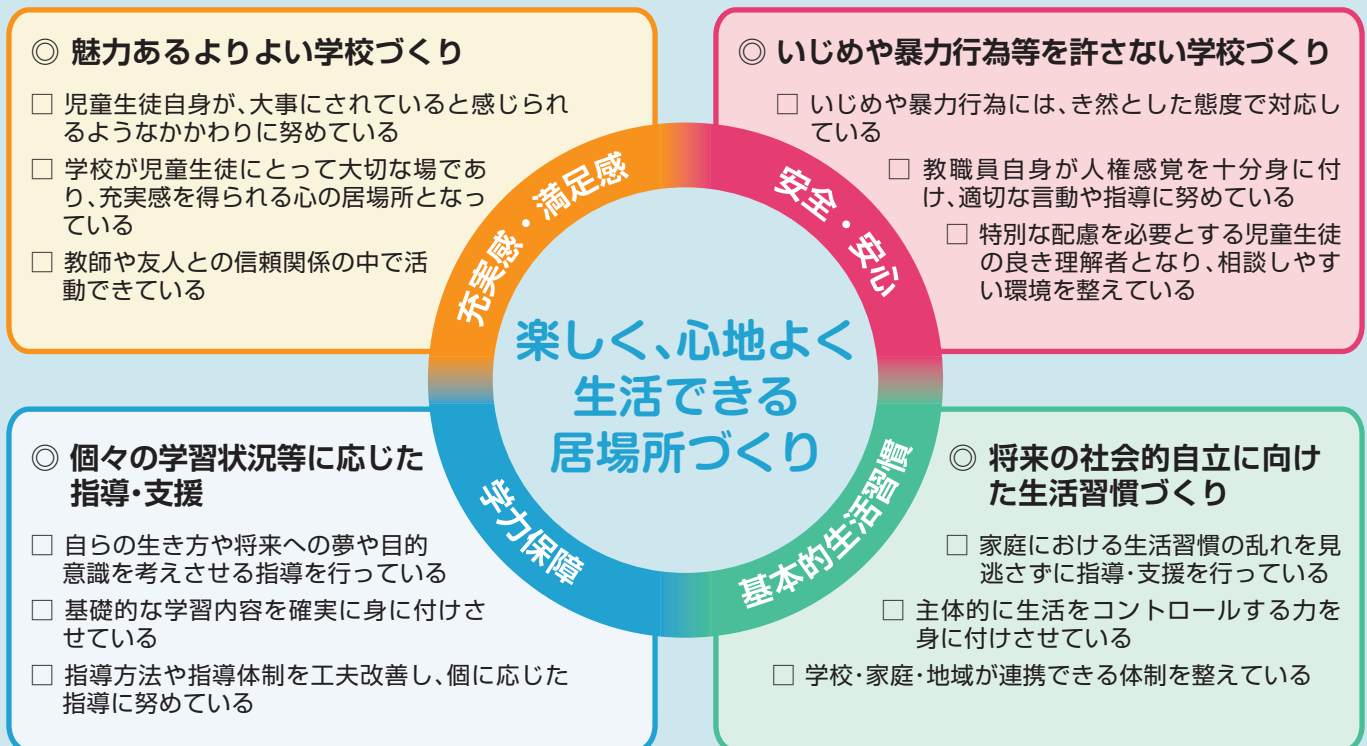 ◎ 魅力あるよりよい学校づくり
□ 児童生徒自身が、大事にされていると感じられ
るようなかかわりに努めている
□ 学校が児童生徒にとって大切な場であ
り、充実感を得られる心の居場所となっ
ている
□ 教師や友人との信頼関係の中で活
動できている
◎ いじめや暴力行為等を許さない学校づくり
□ いじめや暴力行為には、き然とした態度で対応し
ている
□ 教職員自身が人権感覚を十分身に付
け、適切な言動や指導に努めている
□ 特別な配慮を必要とする児童生徒
の良き理解者となり、相談しやす
い環境を整えている
充実感・満足感
安全・安心
楽しく、心地よく
生活できる
居場所づくり
学力保障
基本的生活習慣
◎ 個々の学習状況等に応じた
指導・支援
□ 自らの生き方や将来への夢や目的
意識を考えさせる指導を行っている
□ 基礎的な学習内容を確実に身に付けさ
せている
□ 指導方法や指導体制を工夫改善し、個に応じた
指導に努めている
◎ 将来の社会的自立に向け
た生活習慣づくり
□ 家庭における生活習慣の乱れを見
逃さずに指導・支援を行っている
□ 主体的に生活をコントロールする力を
身に付けさせている
□ 学校・家庭・地域が連携できる体制を整えている